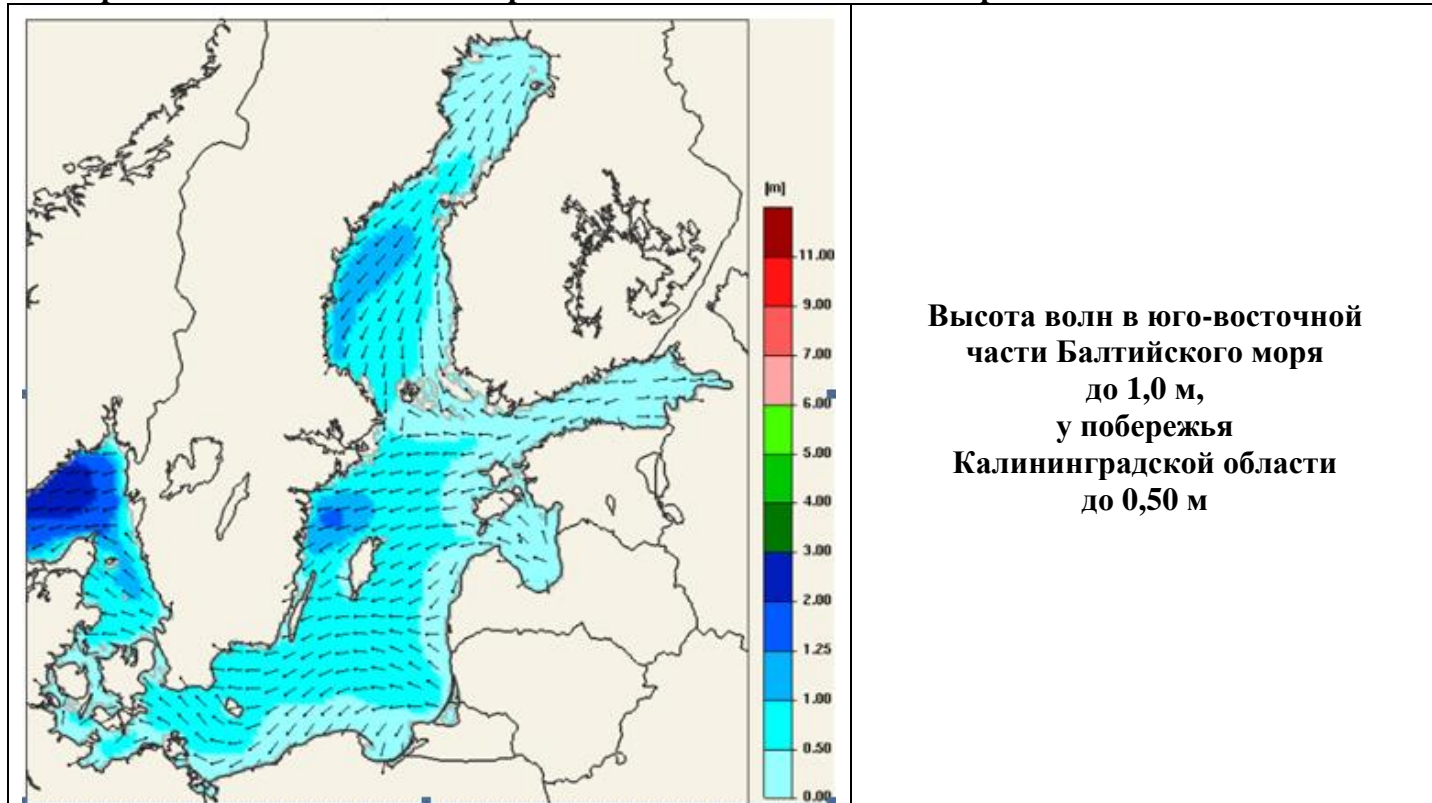 [m]
11.00
9.00
7.00
6.00
5.00
4.00
3.00
2.00
1.25
1.00
0.50
0.00
Высота волн в юго-восточной
части Балтийского моря
до 1,0 м,
у побережья
Калининградской области
до 0,50 м